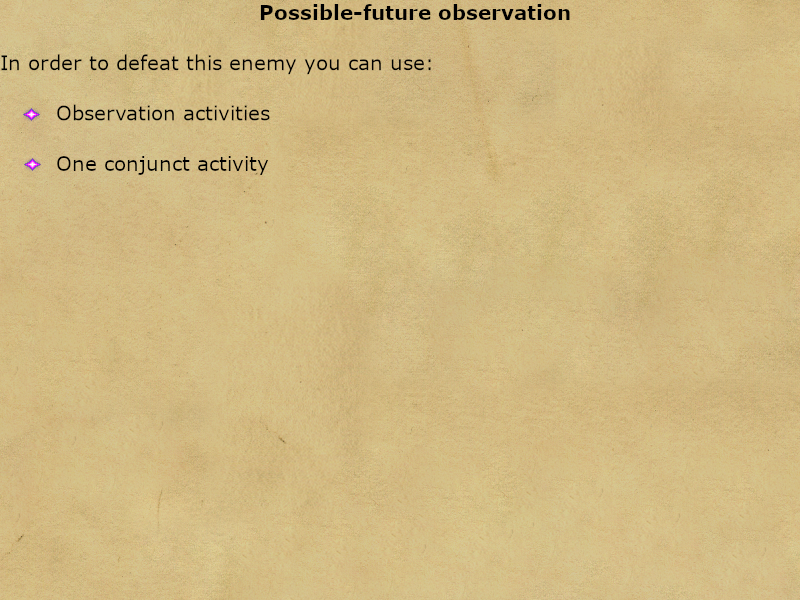 Possible-future observation
In order to defeat this enemy you can use:
Observation activities
One conjunct activity